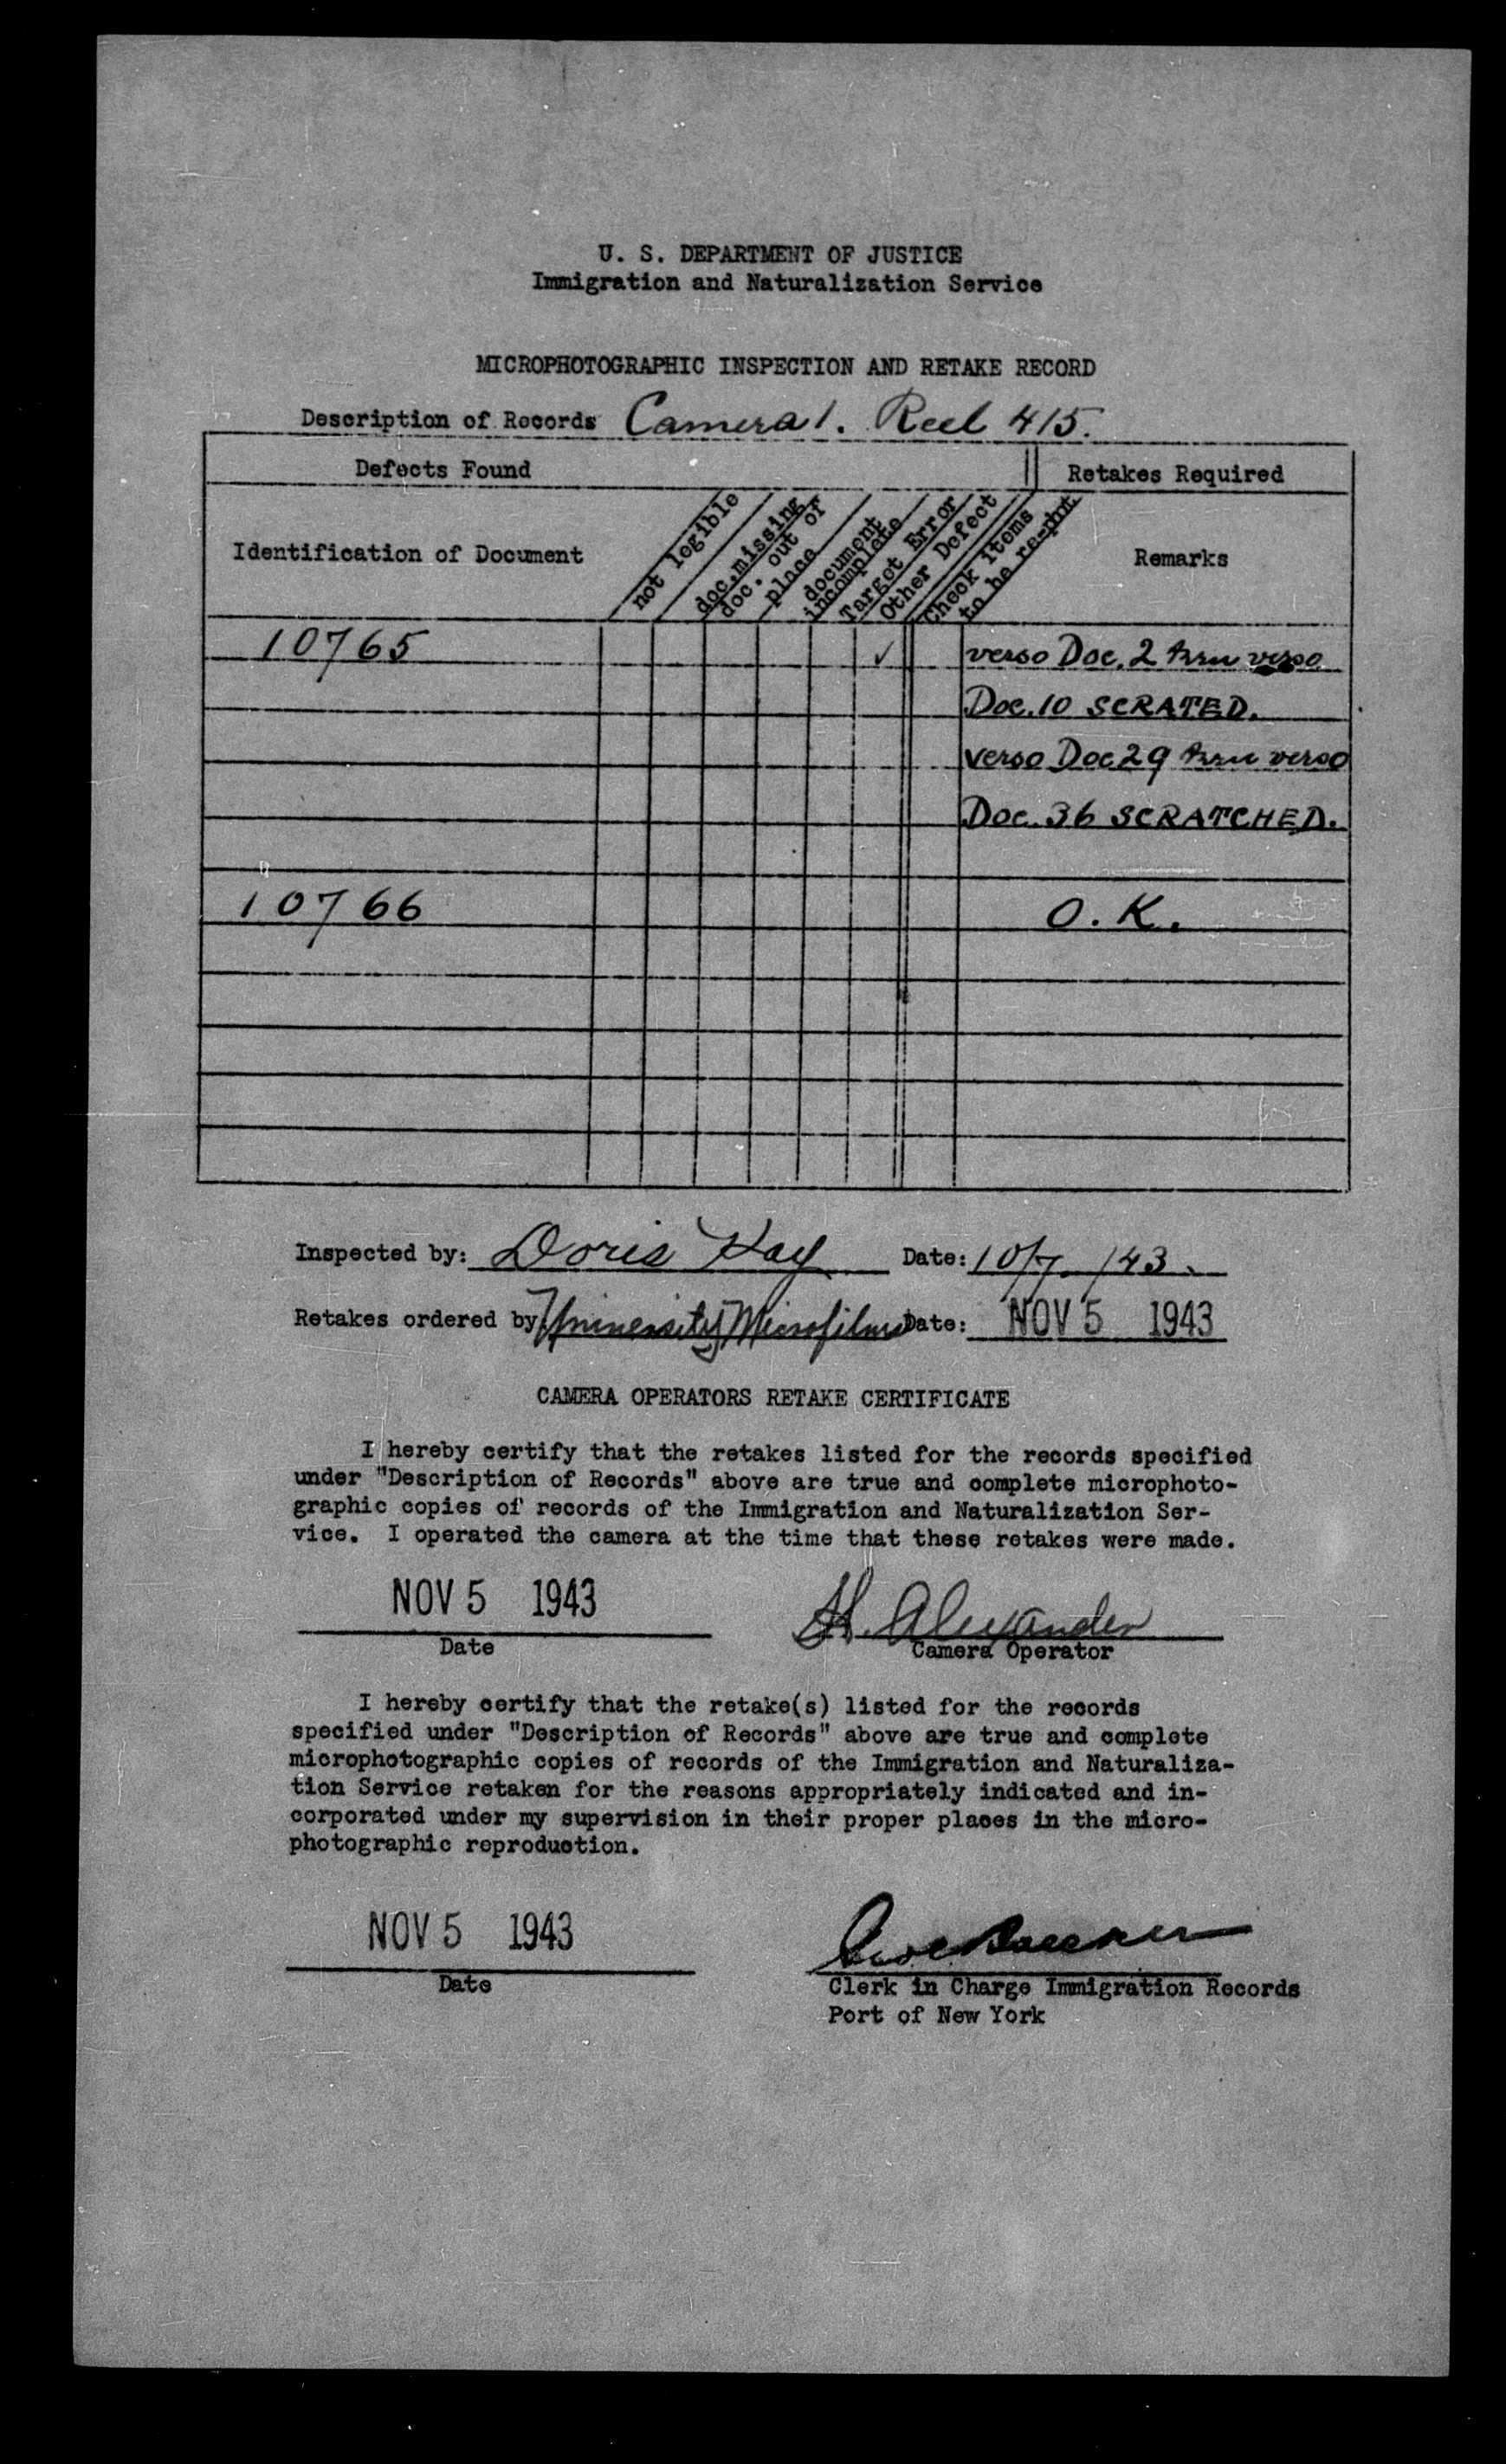 U. S. DEPARTMENT OF JUSTICE
Immigration and Naturalization Service
MICROPHOTOGRAPHIC INSPECTION AND RETAKE RECORD
Description of Records Camera 1. Reel 415.
Defects Found
Retakes Required
Identification of Document
not legible
doc. missing
doc. out of
place
document
incomplete
Target Error
Other Defect
Check items
to be re-phot
Remarks
10765 ✓ verso Doc. 2 thru verso
Doc. 10 SCRATED.
verso Doc 29 thru verso
Doc. 36 SCRATCHED.
10766 O.K.
Inspected by: Doris Kay Date: 10/7/43.
Retakes ordered by University Microfilms Date: NOV 5 1943
CAMERA OPERATORS RETAKE CERTIFICATE
I hereby certify that the retakes listed for the records specified
under "Description of Records" above are true and complete microphoto-
graphic copies of records of the Immigration and Naturalization Ser-
vice. I operated the camera at the time that these retakes were made.
NOV 5 1943 H. Alexander
Date Camera Operator
I hereby certify that the retake(s) listed for the records
specified under "Description of Records" above are true and complete
microphotographic copies of records of the Immigration and Naturaliza-
tion Service retaken for the reasons appropriately indicated and in-
corporated under my supervision in their proper places in the micro-
photographic reproduction.
NOV 5 1943
Date Clerk in Charge Immigration Records
Port of New York